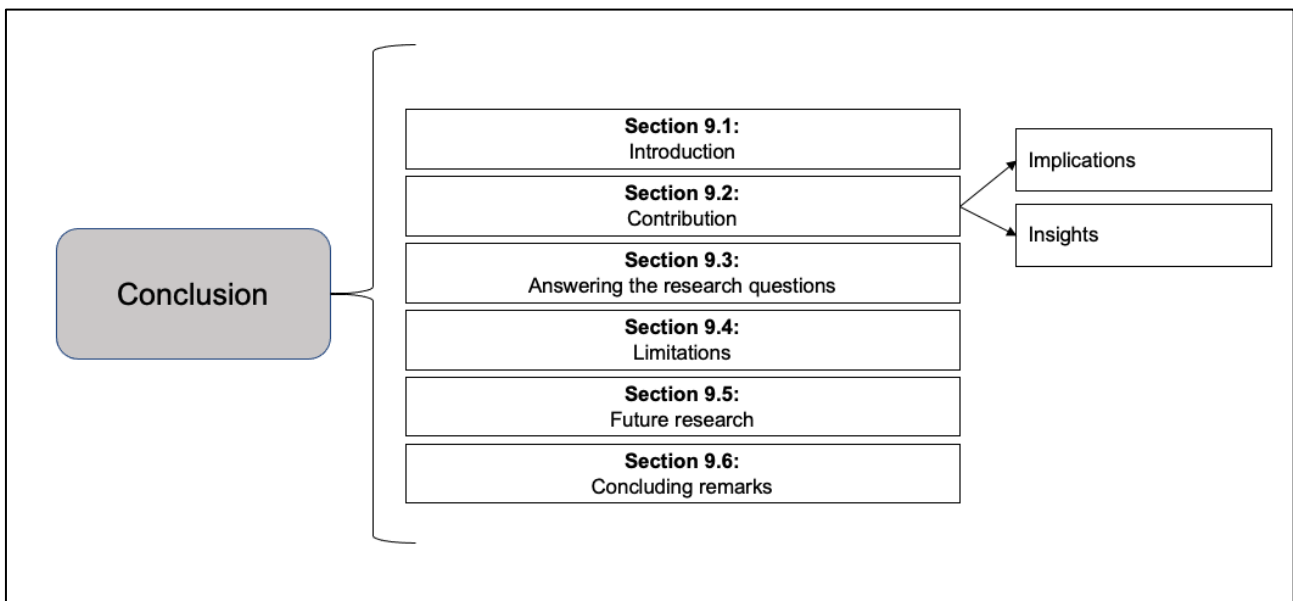 Conclusion
Section 9.1:
Introduction
Section 9.2:
Contribution
Section 9.3:
Answering the research questions
Section 9.4:
Limitations
Section 9.5:
Future research
Section 9.6:
Concluding remarks
Implications
Insights